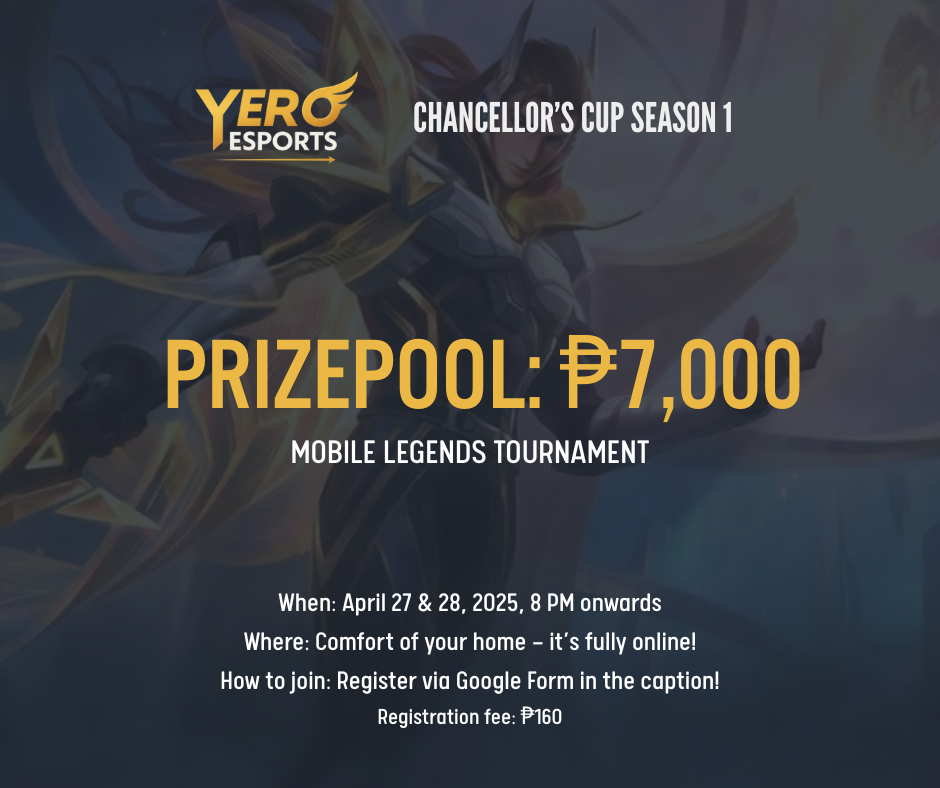 YERO
ESPORTS
CHANCELLOR'S CUP SEASON 1
PRIZEPOOL: ₱7,000
MOBILE LEGENDS TOURNAMENT
When: April 27 & 28, 2025, 8 PM onwards
Where: Comfort of your home – it's fully online!
How to join: Register via Google Form in the caption!
Registration fee: ₱160